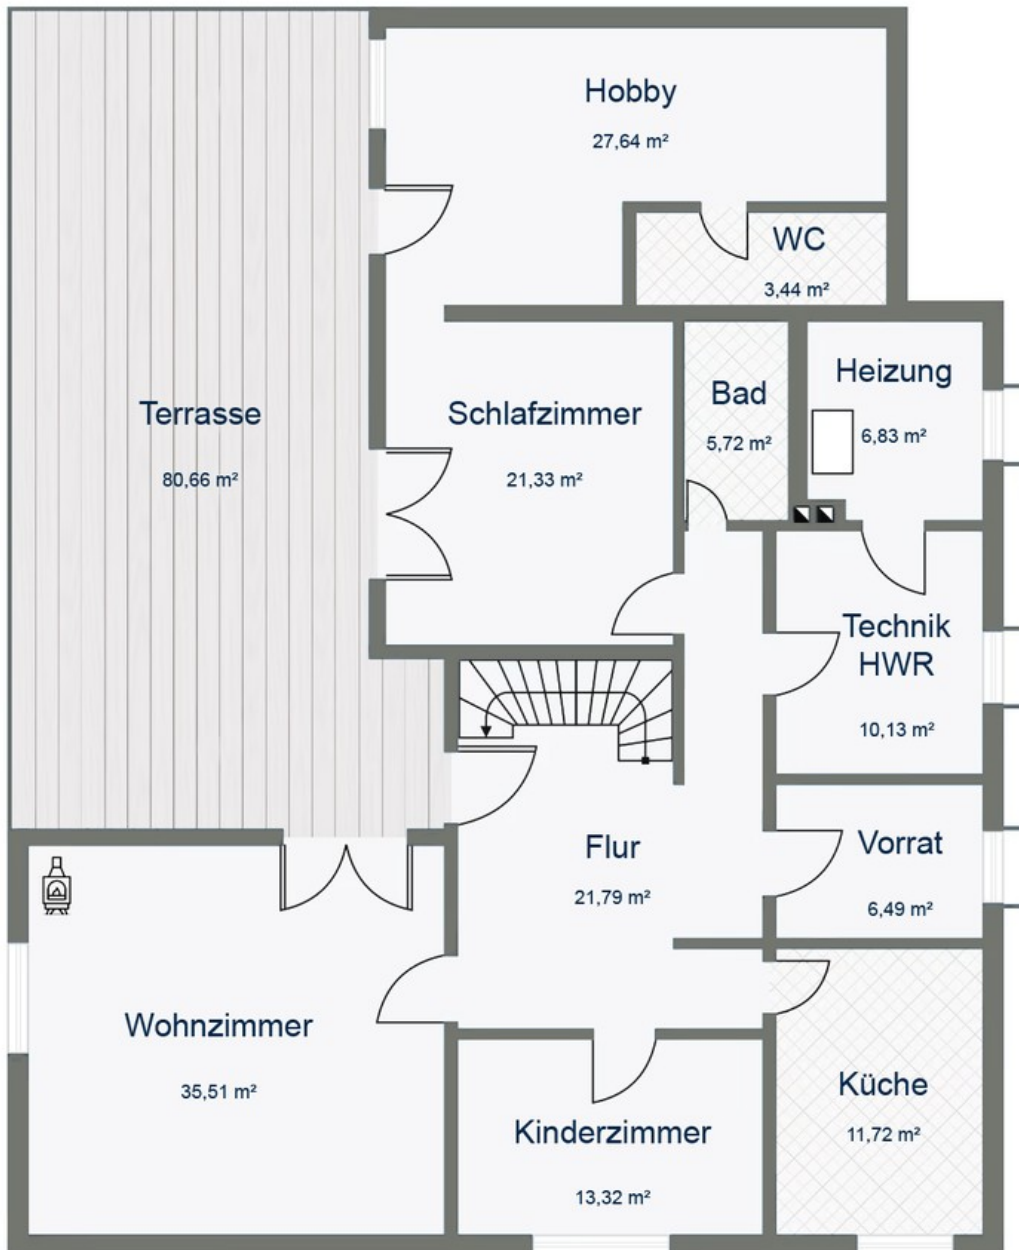 Hobby
27,64 m²
WC
3,44 m²
Terrasse
80,66 m²
Schlafzimmer
21,33 m²
Bad
5,72 m²
Heizung
6,83 m²
Technik
HWR
10,13 m²
Flur
21,79 m²
Vorrat
6,49 m²
Wohnzimmer
35,51 m²
Kinderzimmer
13,32 m²
Küche
11,72 m²